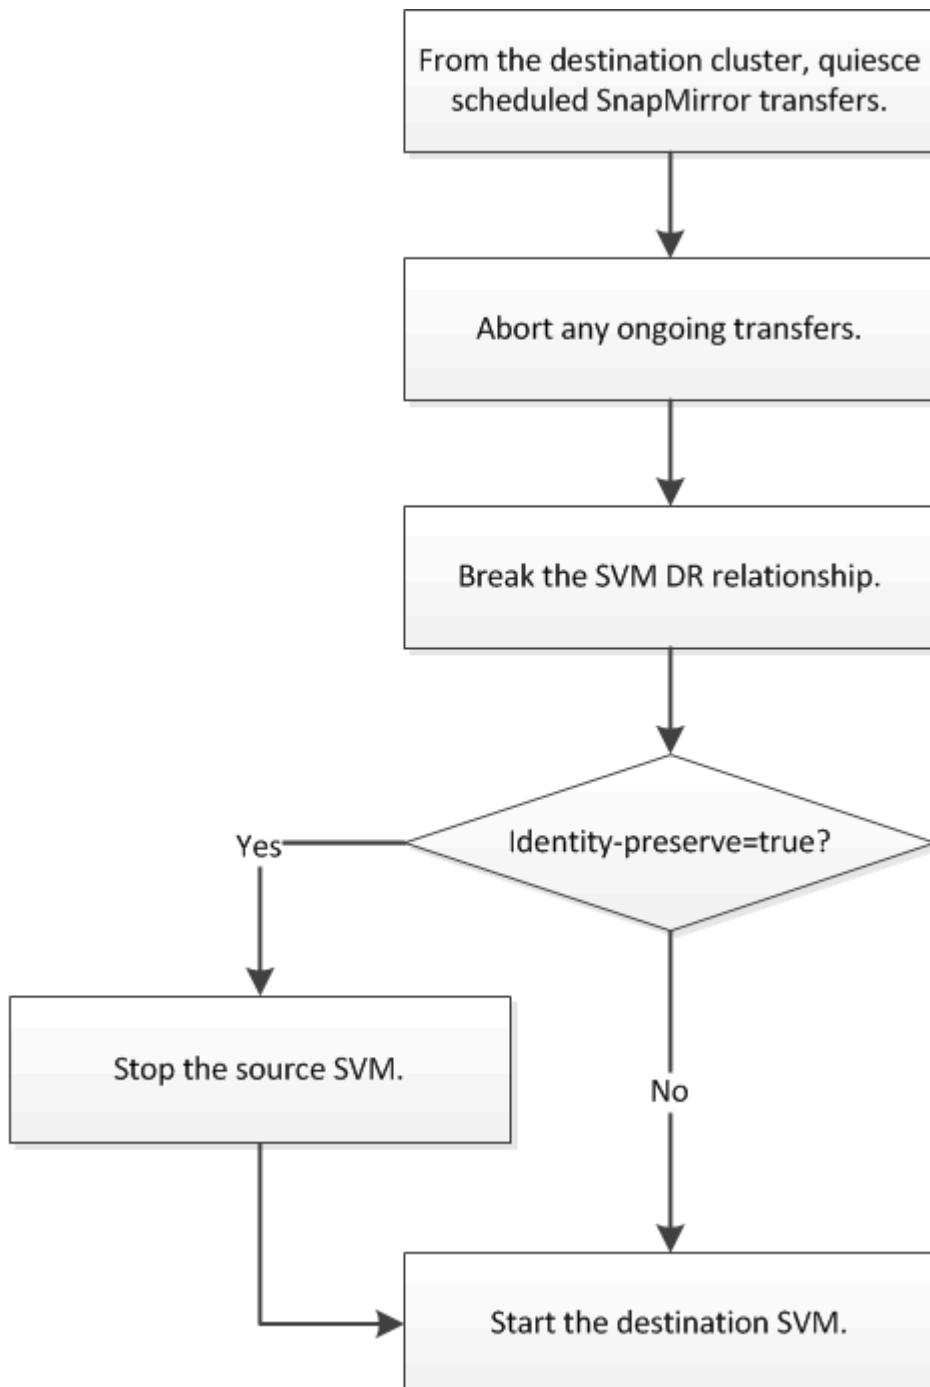 From the destination cluster, quiesce
scheduled SnapMirror transfers.
Abort any ongoing transfers.
Break the SVM DR relationship.
Identity-preserve=true?
Yes
Stop the source SVM.
No
Start the destination SVM.